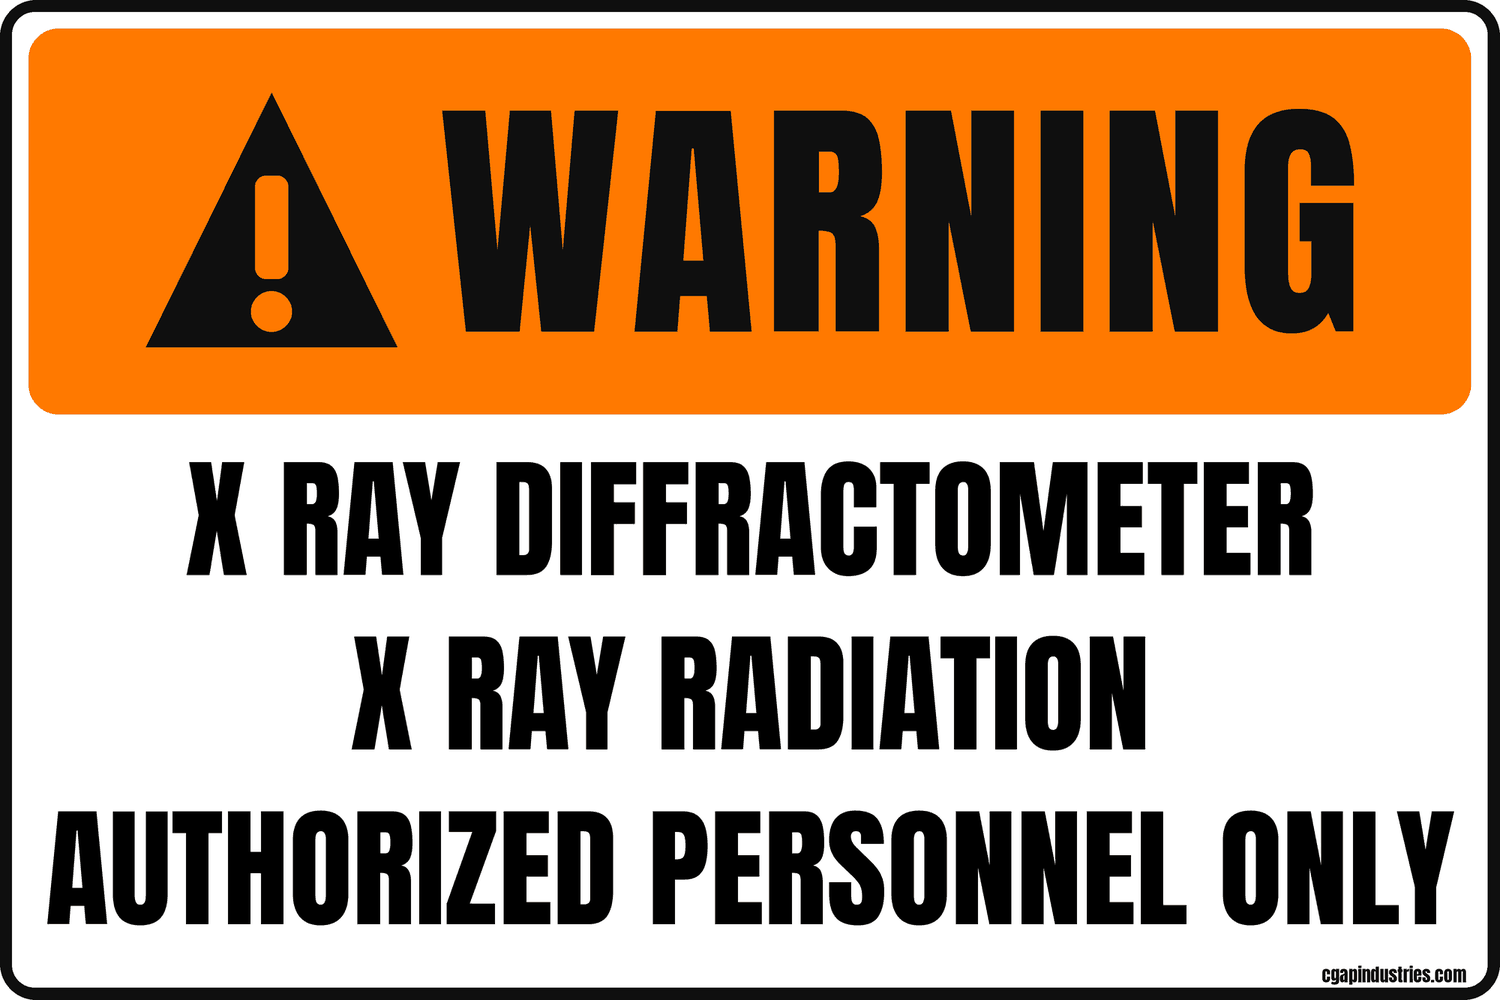 WARNING
X RAY DIFFRACTOMETER
X RAY RADIATION
AUTHORIZED PERSONNEL ONLY
cgapindustries.com